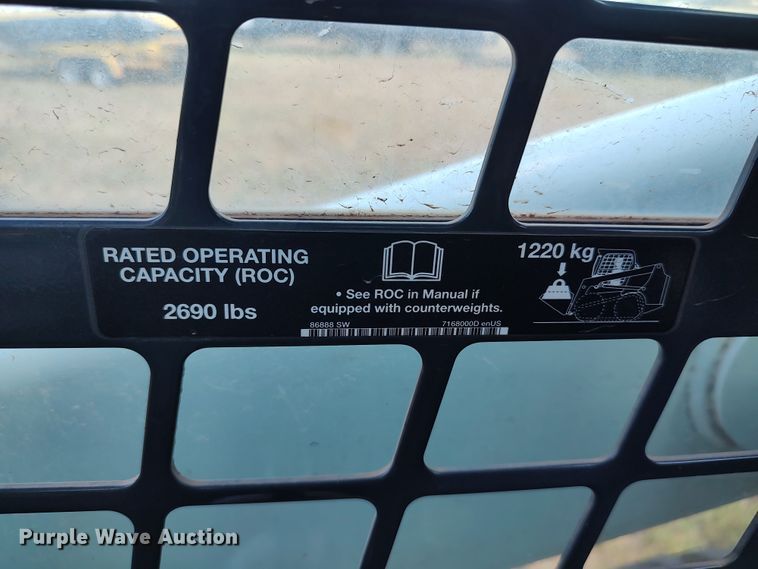 RATED OPERATING
CAPACITY (ROC)
2690 lbs
• See ROC in Manual if
equipped with counterweights.
86888 SW
7168000D enUS
1220 kg
Purple Wave Auction